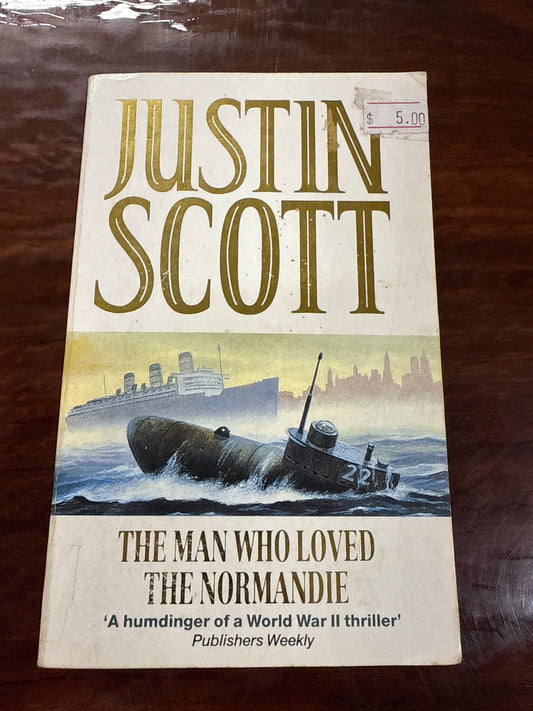 JUSTIN
$ 5.00
SCOTT
22
THE MAN WHO LOVED
THE NORMANDIE
'A humdinger of a World War II thriller'
Publishers Weekly